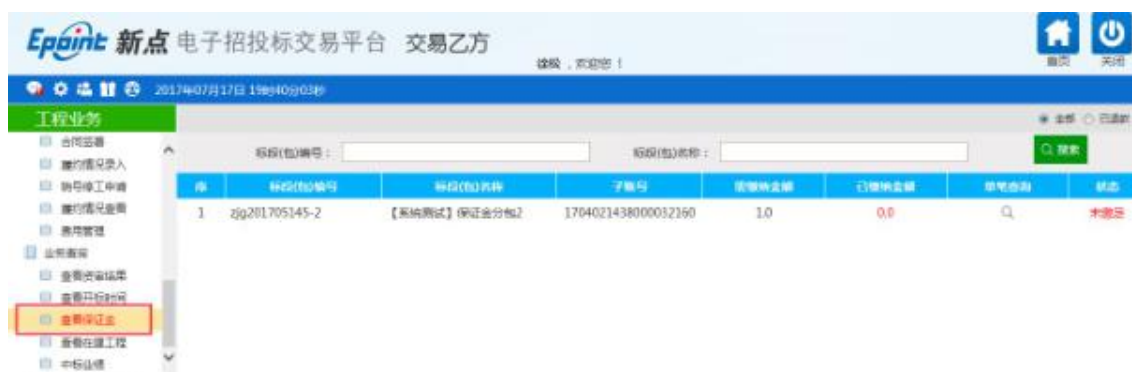 Epoint 新点 电子招投标交易平台 交易乙方
徐骏，欢迎您！
首页 关闭
2017年07月17日 19时40分03秒
工程业务
全部 已退款
合同签署
履约情况录入
标段(包)编号： 标段(包)名称： 搜索
履约情况查看
费用管理
业务查询
序 标段(包)编号 标段(包)名称 子账号 需缴纳金额 已缴纳金额 单笔查询 状态
1 zjg201705145-2 【系统测试】保证金分包2 1704021438000032160 1.0 0.0 未缴足
查看资审结果
查看开标时间
查看保证金
查看在建工程
中标业绩